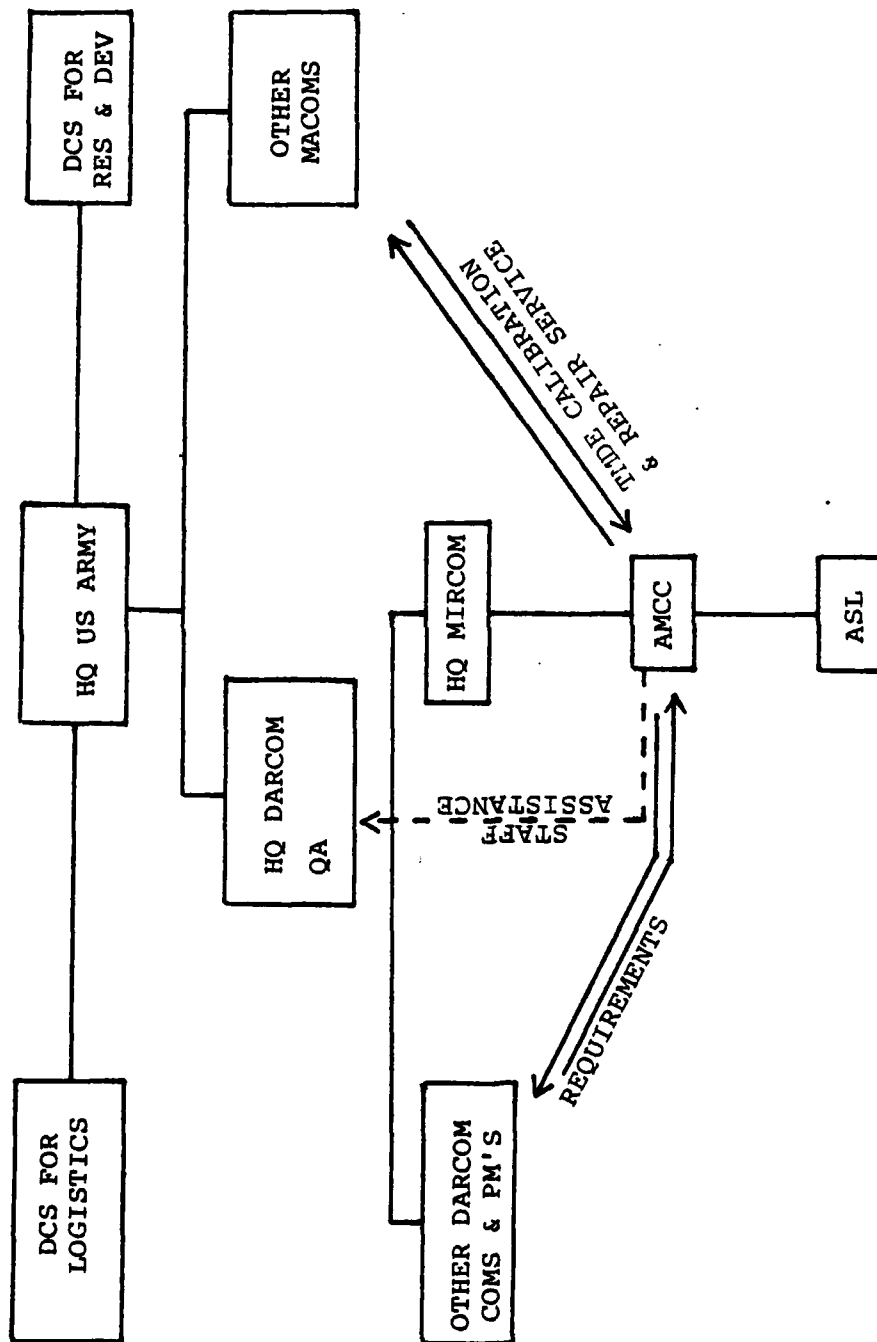 DCS FOR
LOGISTICS
HQ US ARMY
DCS FOR
RES & DEV
HQ DARCOM
QA
OTHER
MACOMS
OTHER DARCOM
COMS & PM'S
HQ MIRCOM
STAFF
ASSISTANCE
TMDE CALIBRATION
& REPAIR SERVICE
REQUIREMENTS
AMCC
ASL